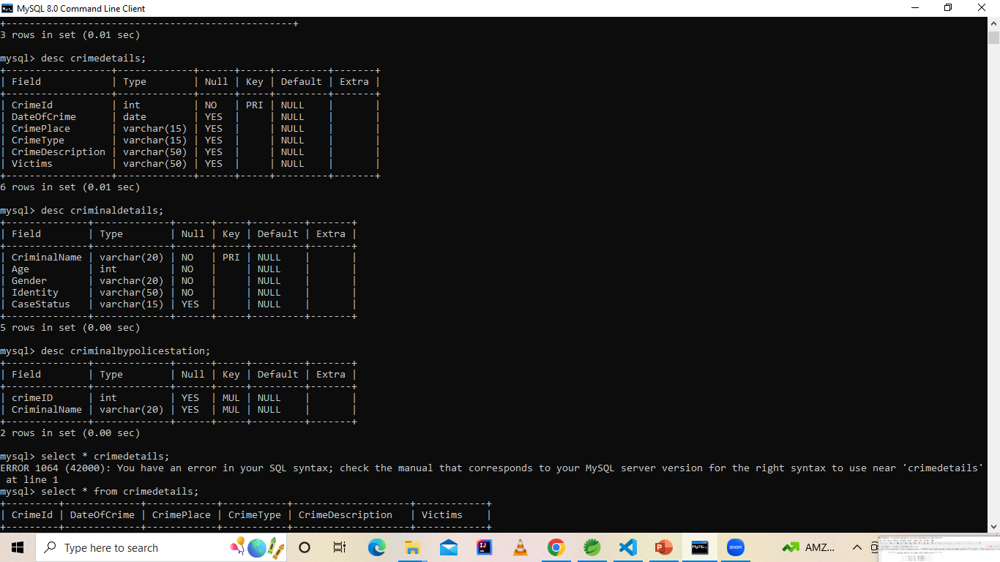 MySQL 8.0 Command Line Client
+-------------------------------------------------+
3 rows in set (0.01 sec)
mysql> desc crimedetails;
+------------------+-------------+------+-----+---------+-------+
| Field            | Type        | Null | Key | Default | Extra |
+------------------+-------------+------+-----+---------+-------+
| CrimeId          | int         | NO   | PRI | NULL    |       |
| DateOfCrime      | date        | YES  |     | NULL    |       |
| CrimePlace       | varchar(15) | YES  |     | NULL    |       |
| CrimeType        | varchar(15) | YES  |     | NULL    |       |
| CrimeDescription | varchar(50) | YES  |     | NULL    |       |
| Victims          | varchar(50) | YES  |     | NULL    |       |
+------------------+-------------+------+-----+---------+-------+
6 rows in set (0.01 sec)
mysql> desc criminaldetails;
+--------------+-------------+------+-----+---------+-------+
| Field        | Type        | Null | Key | Default | Extra |
+--------------+-------------+------+-----+---------+-------+
| CriminalName | varchar(20) | NO   | PRI | NULL    |       |
| Age          | int         | NO   |     | NULL    |       |
| Gender       | varchar(20) | NO   |     | NULL    |       |
| Identity     | varchar(50) | NO   |     | NULL    |       |
| CaseStatus   | varchar(15) | YES  |     | NULL    |       |
+--------------+-------------+------+-----+---------+-------+
5 rows in set (0.00 sec)
mysql> desc criminalbypolicestation;
+--------------+-------------+------+-----+---------+-------+
| Field        | Type        | Null | Key | Default | Extra |
+--------------+-------------+------+-----+---------+-------+
| crimeID      | int         | YES  | MUL | NULL    |       |
| CriminalName | varchar(20) | YES  | MUL | NULL    |       |
+--------------+-------------+------+-----+---------+-------+
2 rows in set (0.00 sec)
mysql> select * crimedetails;
ERROR 1064 (42000): You have an error in your SQL syntax; check the manual that corresponds to your MySQL server version for the right syntax to use near 'crimedetails'
 at line 1
mysql> select * from crimedetails;
+---------+-------------+------------+-----------+--------------------+------------+
| CrimeId | DateOfCrime | CrimePlace | CrimeType | CrimeDescription   | Victims    |
+---------+-------------+------------+-----------+--------------------+------------+
Type here to search
zoom
AMZ...